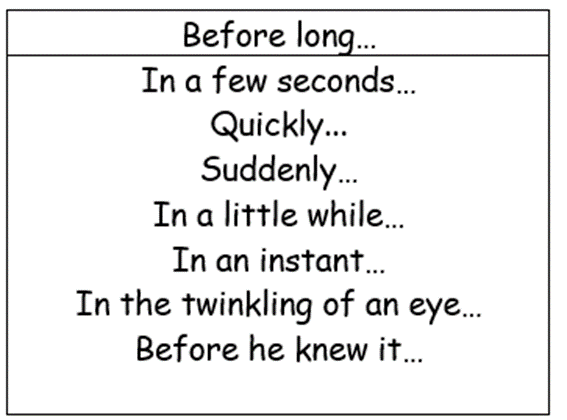 Before long...
In a few seconds...
Quickly...
Suddenly...
In a little while...
In an instant...
In the twinkling of an eye...
Before he knew it...